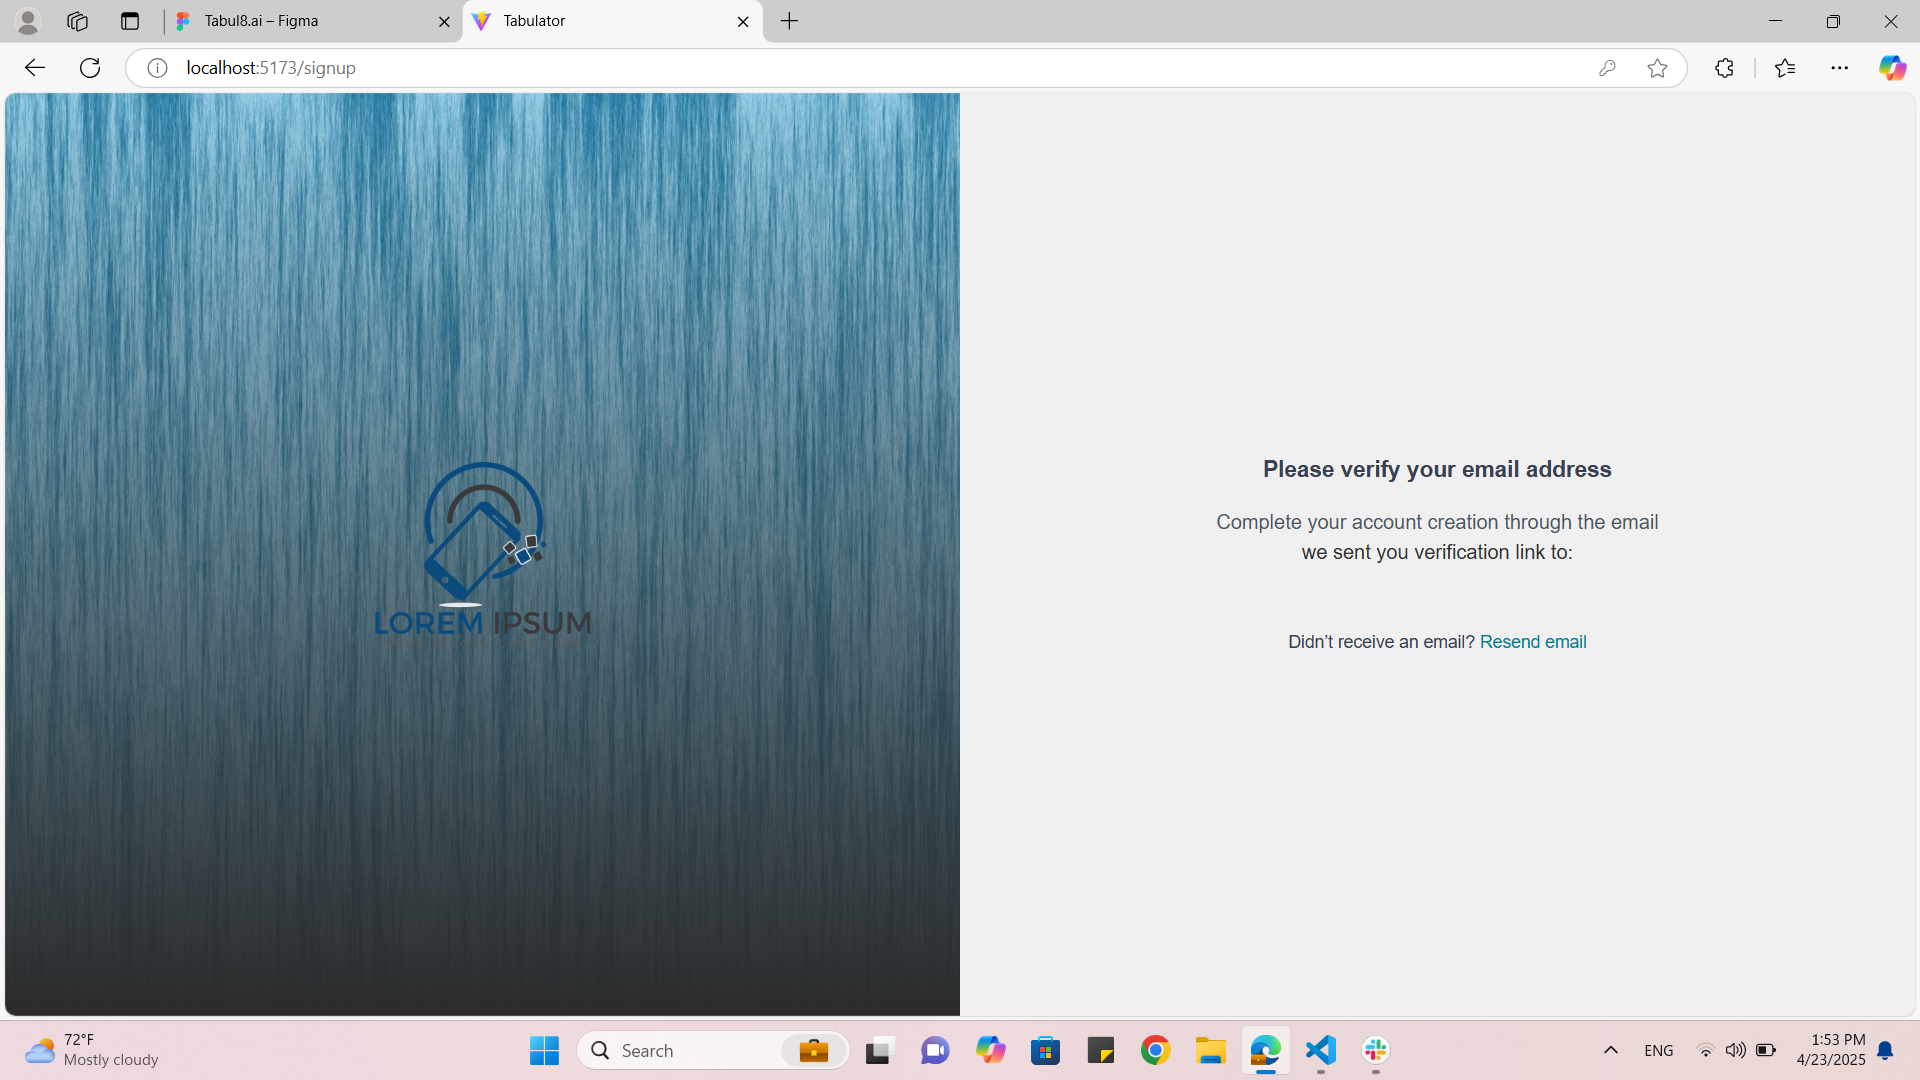 Tabul8.ai – Figma
Tabulator
localhost:5173/signup
Please verify your email address
Complete your account creation through the email
we sent you verification link to:
LOREM IPSUM
Didn’t receive an email? Resend email
72°F
Mostly cloudy
Search
ENG
1:53 PM
4/23/2025